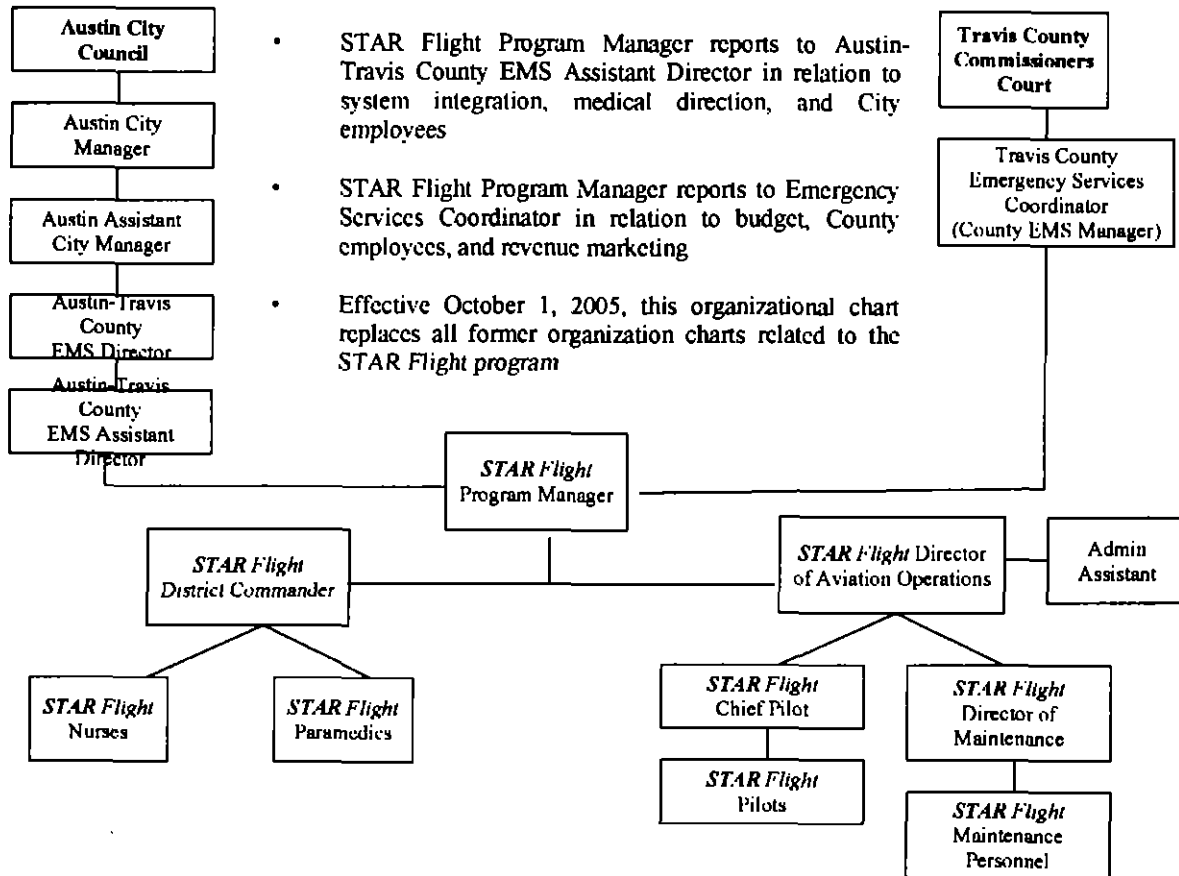 Austin City
Council
Austin City
Manager
Austin Assistant
City Manager
Austin-Travis
County
EMS Director
Austin-Travis
County
EMS Assistant
Director
• STAR Flight Program Manager reports to Austin-
Travis County EMS Assistant Director in relation to
system integration, medical direction, and City
employees
• STAR Flight Program Manager reports to Emergency
Services Coordinator in relation to budget, County
employees, and revenue marketing
• Effective October 1, 2005, this organizational chart
replaces all former organization charts related to the
STAR Flight program
Travis County
Commissioners
Court
Travis County
Emergency Services
Coordinator
(County EMS Manager)
STAR Flight
Program Manager
STAR Flight
District Commander
STAR Flight Director
of Aviation Operations
Admin
Assistant
STAR Flight
Nurses
STAR Flight
Paramedics
STAR Flight
Chief Pilot
STAR Flight
Pilots
STAR Flight
Director of
Maintenance
STAR Flight
Maintenance
Personnel